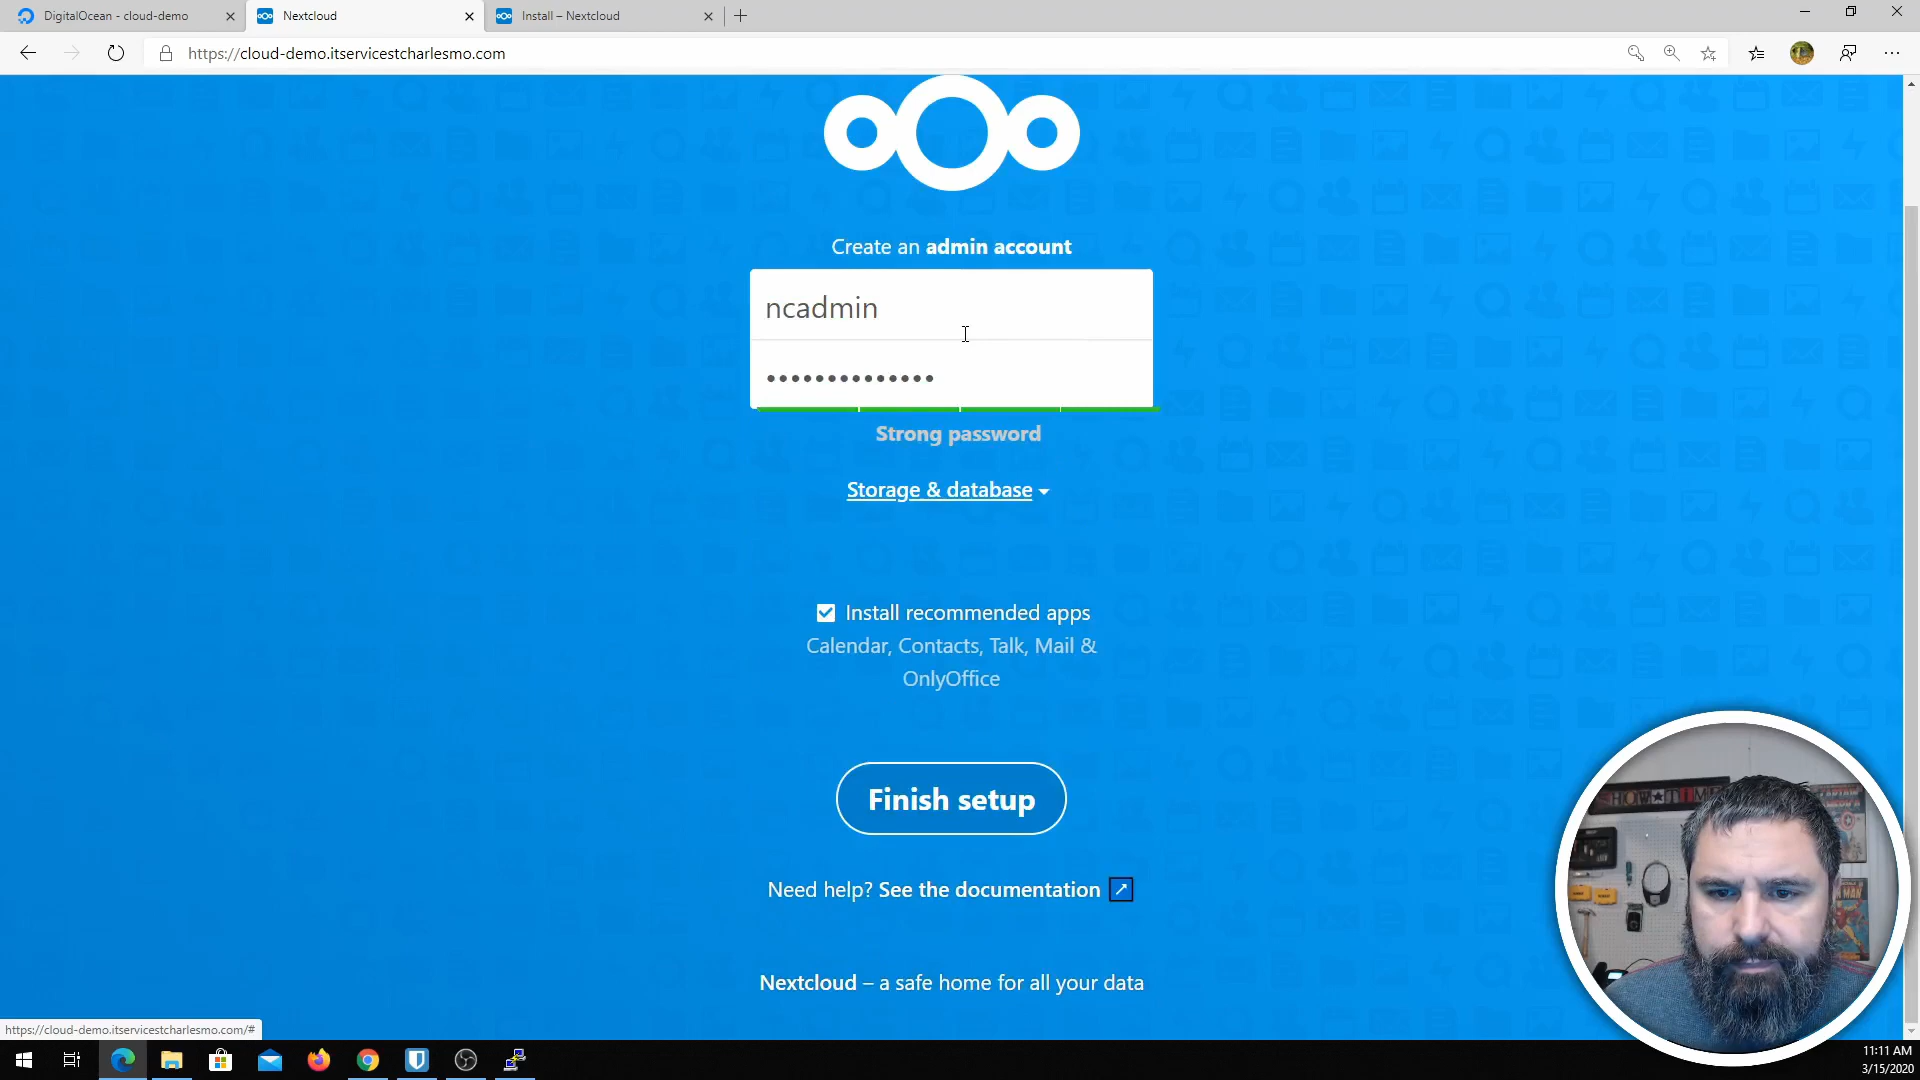 DigitalOcean - cloud-demo
Nextcloud
Install – Nextcloud
https://cloud-demo.itservicestcharlesmo.com
Create an admin account
ncadmin
••••••••••••••
Strong password
Storage & database
Install recommended apps
Calendar, Contacts, Talk, Mail &
OnlyOffice
Finish setup
Need help? See the documentation
Nextcloud – a safe home for all your data
SHOW TIME
https://cloud-demo.itservicestcharlesmo.com/#
11:11 AM
3/15/2020